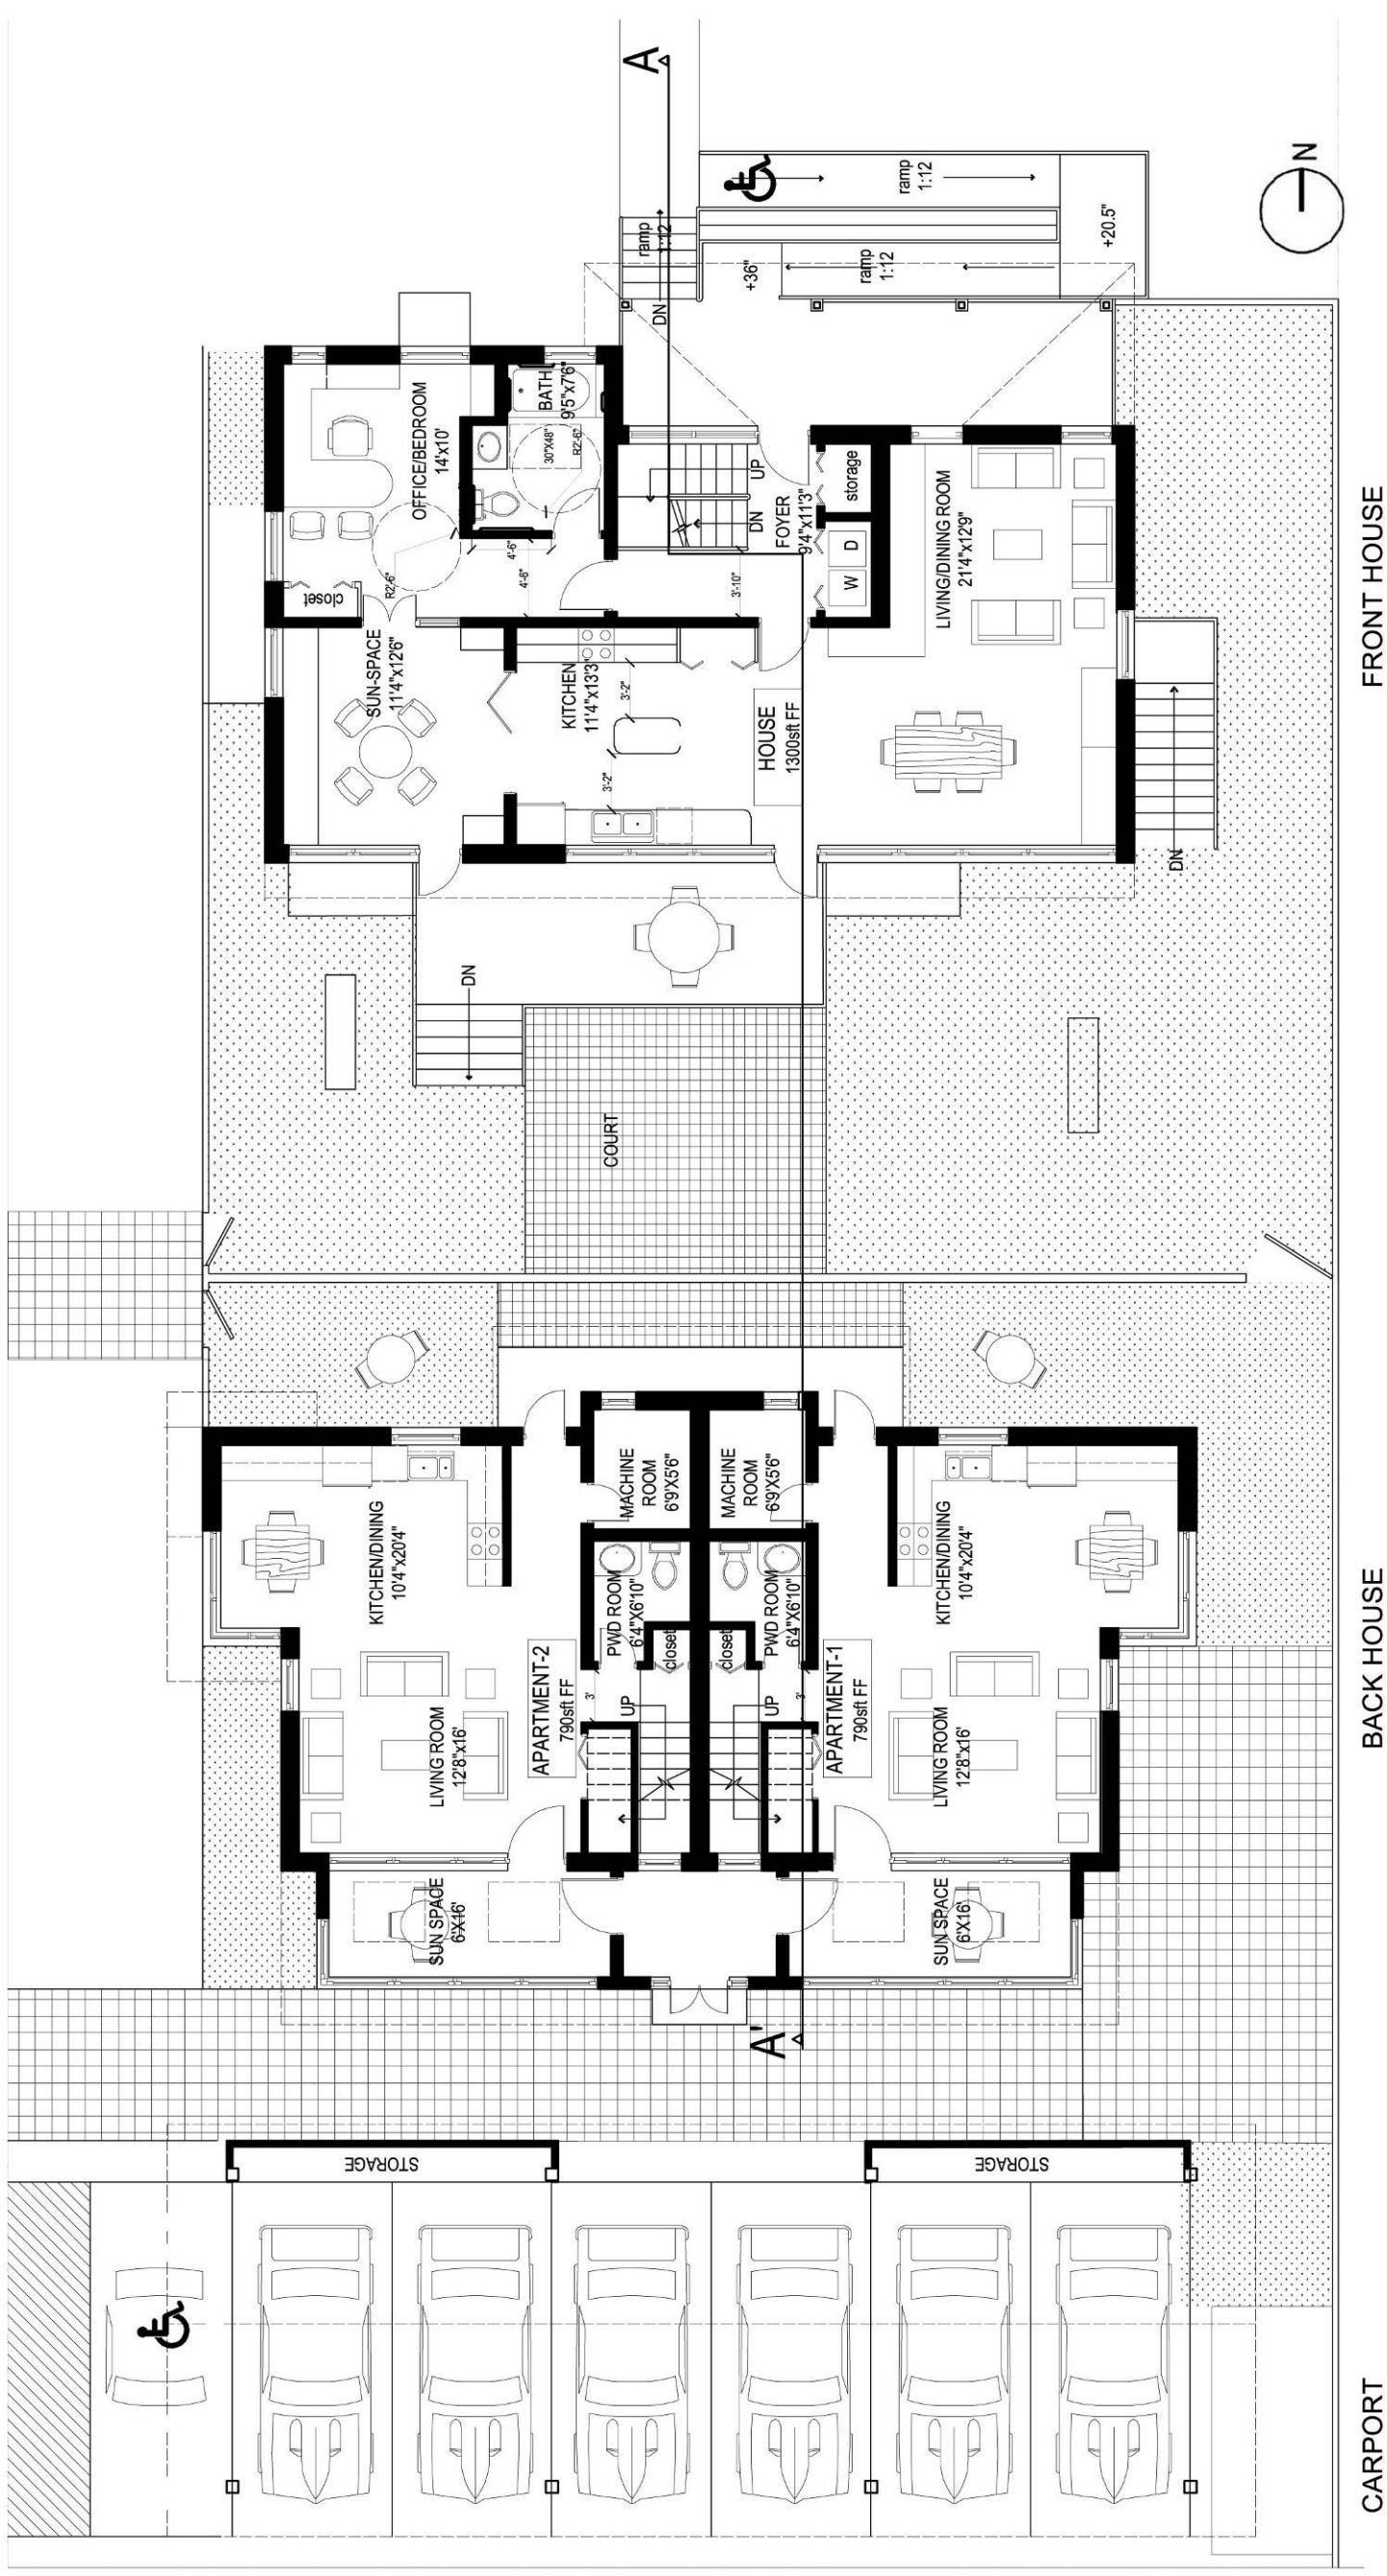 A
N
ramp
1:12
ramp
1:12
+20.5"
ramp
1:12
+36"
DN
OFFICE/BEDROOM
14'x10'
BATH
9'5"x7'6"
30"X48"
R2'-6"
R2'-6"
closet
4'-6"
4'-6"
UP
DN
FOYER
9'4"x11'3"
3'-10"
storage
W
D
LIVING/DINING ROOM
21'4"x12'9"
SUN-SPACE
11'4"x12'6"
KITCHEN
11'4"x13'3"
3'-2"
3'-2"
HOUSE
1300sft FF
DN
DN
COURT
FRONT HOUSE
KITCHEN/DINING
10'4"x20'4"
MACHINE
ROOM
6'9'X5'6"
MACHINE
ROOM
6'9'X5'6"
KITCHEN/DINING
10'4"x20'4"
PWD ROOM
6'4"X6'10"
closet
closet
PWD ROOM
6'4"X6'10"
APARTMENT-2
790sft FF
3'
UP
UP
3'
APARTMENT-1
790sft FF
LIVING ROOM
12'8"x16'
LIVING ROOM
12'8"x16'
SUN SPACE
6'X16'
SUN SPACE
6'X16'
A'
BACK HOUSE
STORAGE
STORAGE
CARPORT